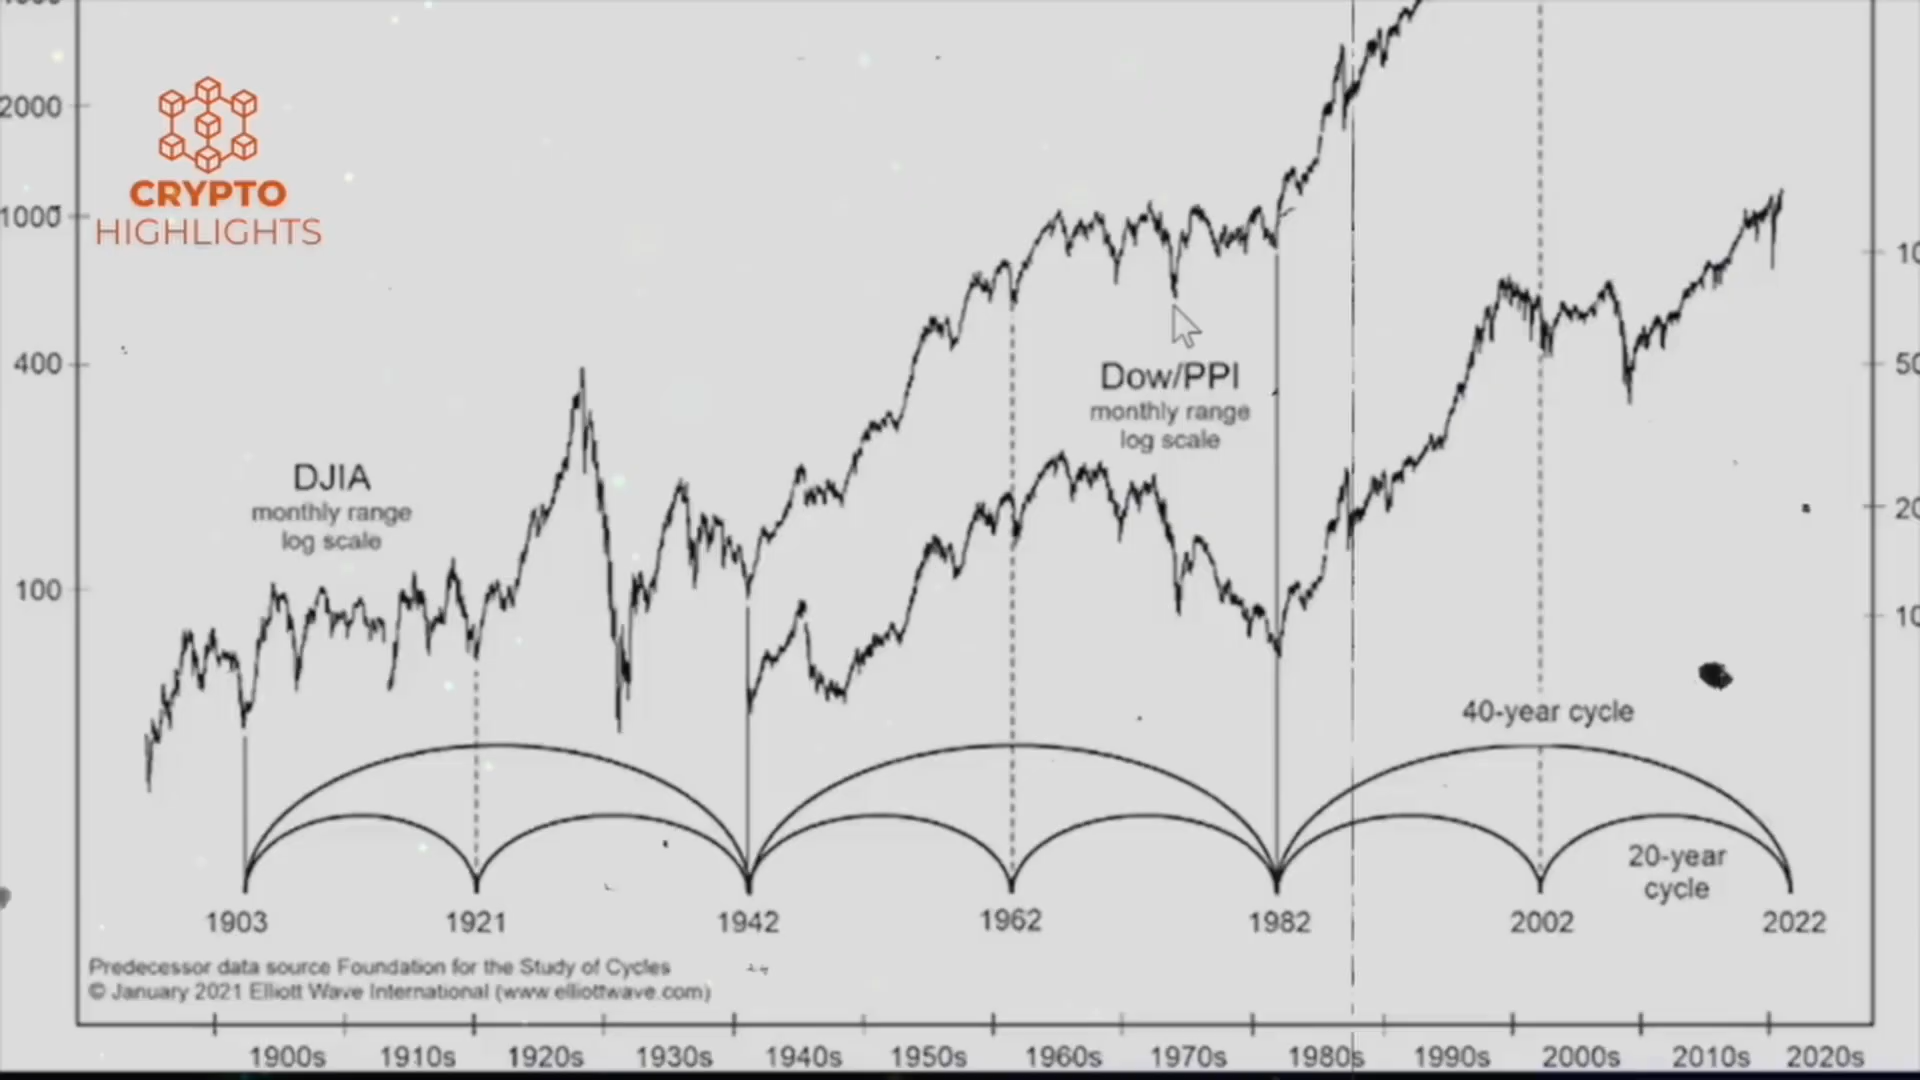 2000
1000
400
100
CRYPTO
HIGHLIGHTS
DJIA
monthly range
log scale
Dow/PPI
monthly range
log scale
40-year cycle
20-year
cycle
1903 1921 1942 1962 1982 2002 2022
Predecessor data source Foundation for the Study of Cycles
© January 2021 Elliott Wave International (www.elliottwave.com)
1900s 1910s 1920s 1930s 1940s 1950s 1960s 1970s 1980s 1990s 2000s 2010s 2020s